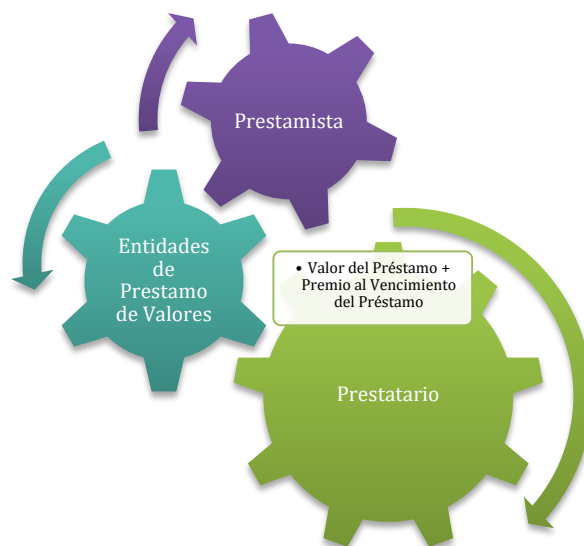 Prestamista
Entidades
de
Prestamo
de Valores
• Valor del Préstamo +
Premio al Vencimiento
del Préstamo
Prestatario